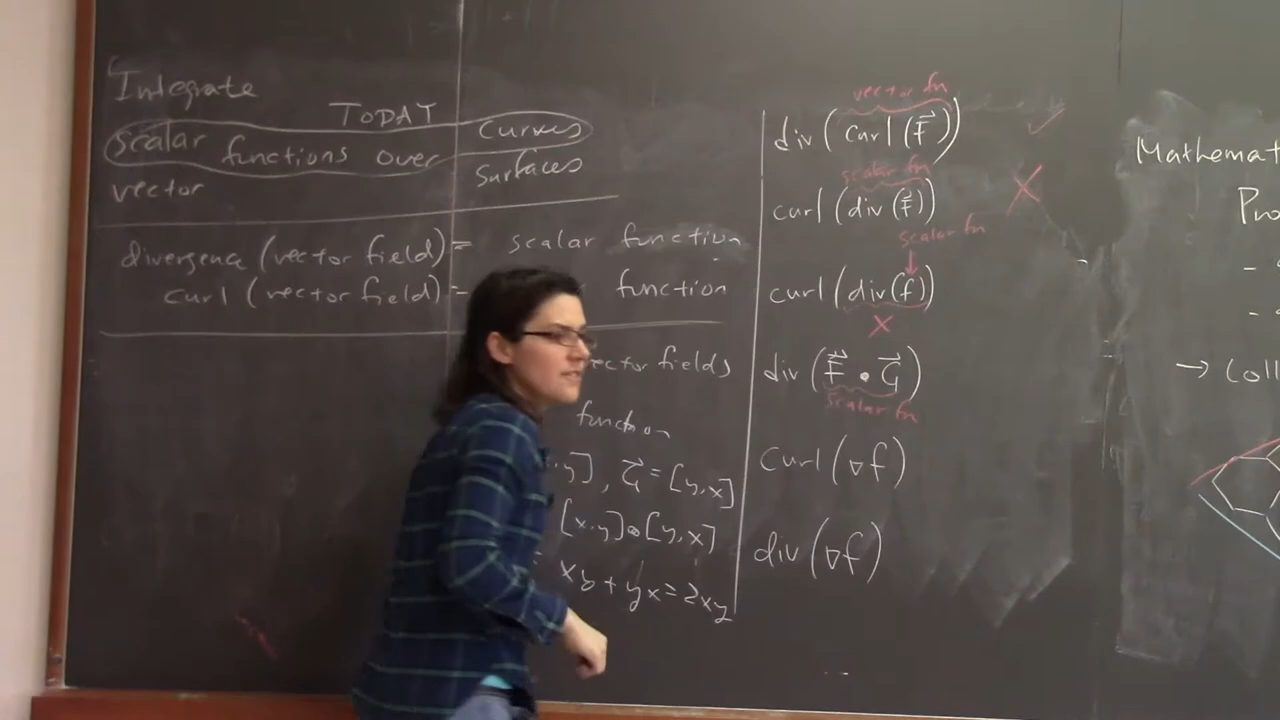 Integrate
TODAY
scalar functions over curves
vector surfaces
divergence (vector field) = scalar function
curl (vector field) = function
vector fields
function
y], G⃗ = [y, x]
[x, y] • [y, x]
= xy + yx = 2xy
vector fn
div (curl (F⃗)) ✓
scalar fn
curl (div (F⃗)) X
scalar fn
↓
curl (div (f))
X
div (F⃗ • G⃗)
scalar fn
curl (∇f)
div (∇f)
Mathemat
Pro
-
-
→ Coll